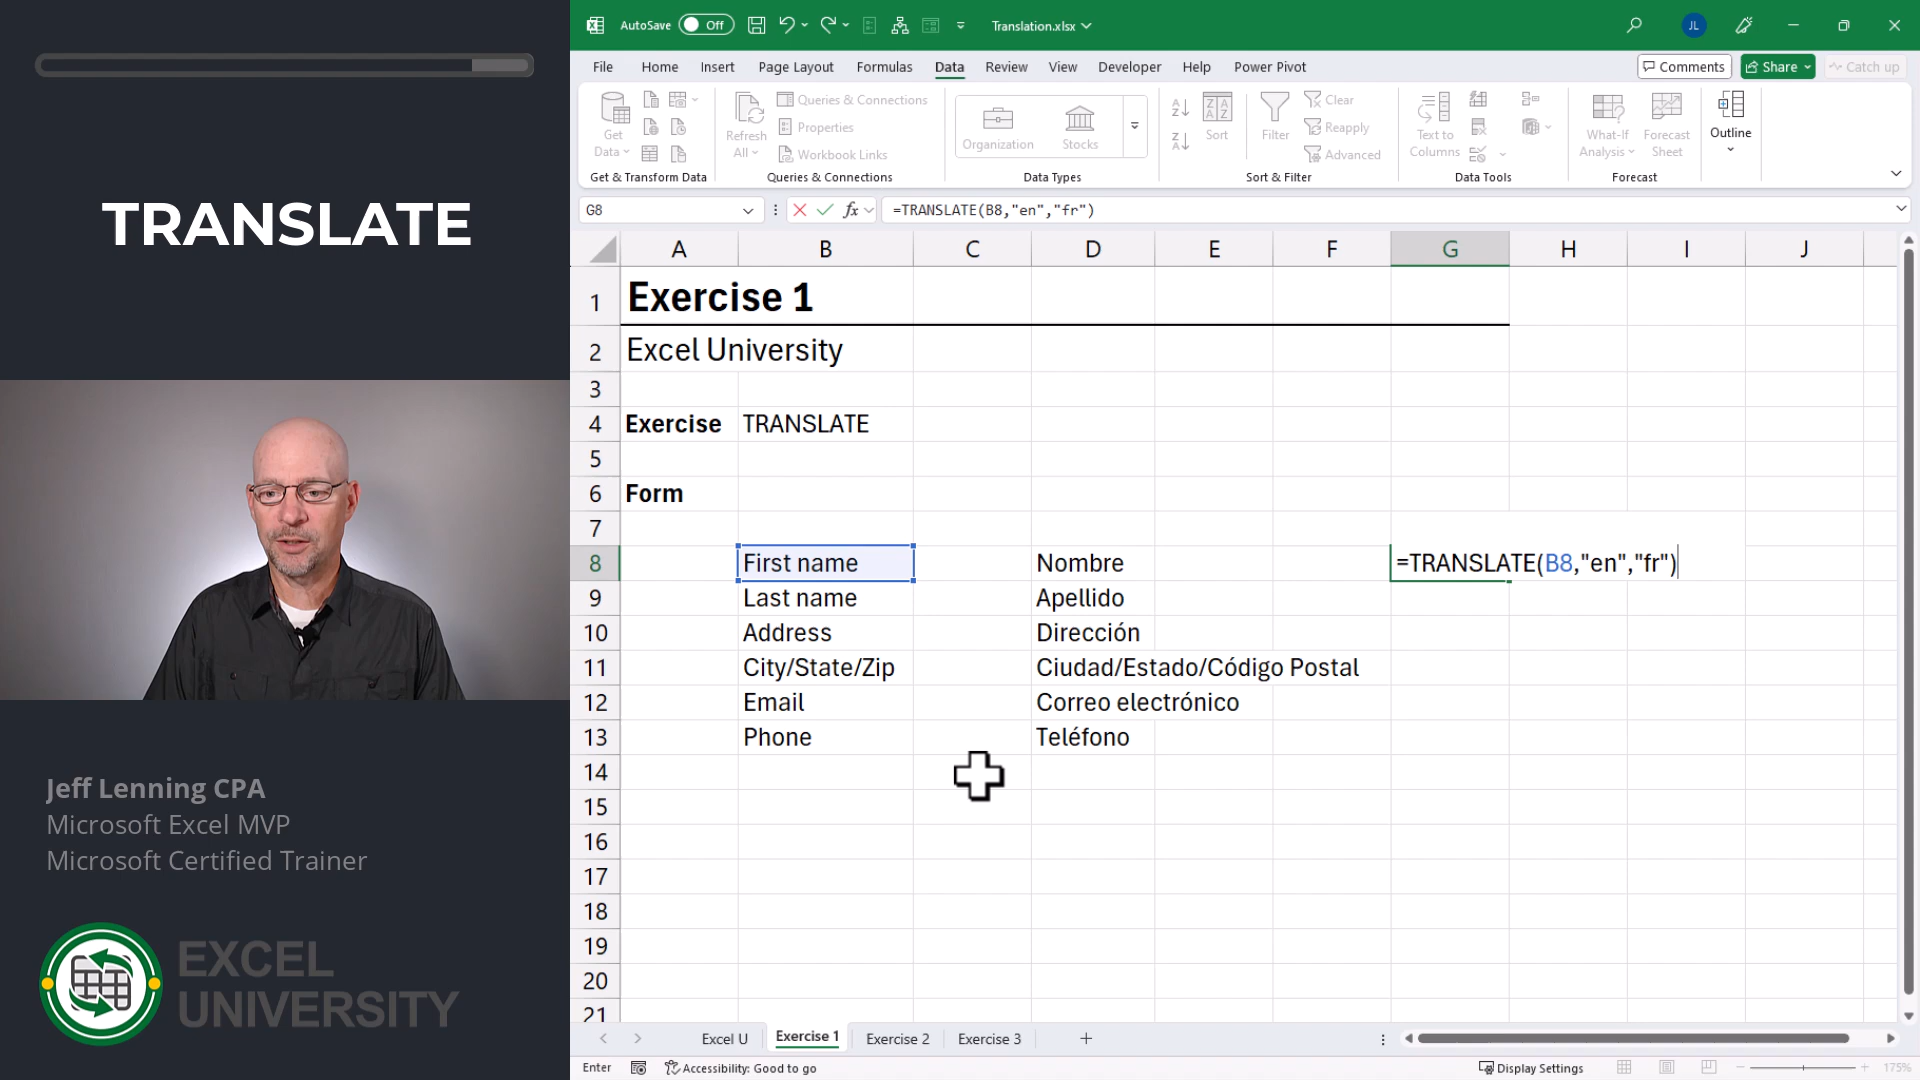 TRANSLATE
Jeff Lenning CPA
Microsoft Excel MVP
Microsoft Certified Trainer
EXCEL
UNIVERSITY
AutoSave Off Translation.xlsx JL
File Home Insert Page Layout Formulas Data Review View Developer Help Power Pivot Comments Share Catch up
Get Data
Refresh All
Queries & Connections
Properties
Workbook Links
Organization Stocks
Sort
Filter
Clear
Reapply
Advanced
Text to Columns
What-If Analysis
Forecast Sheet
Outline
Get & Transform Data Queries & Connections Data Types Sort & Filter Data Tools Forecast
G8 fx =TRANSLATE(B8,"en","fr")
A B C D E F G H I J
1 Exercise 1
2 Excel University
3
4 Exercise TRANSLATE
5
6 Form
7
8 First name Nombre =TRANSLATE(B8,"en","fr")
9 Last name Apellido
10 Address Dirección
11 City/State/Zip Ciudad/Estado/Código Postal
12 Email Correo electrónico
13 Phone Teléfono
14
15
16
17
18
19
20
21
Excel U Exercise 1 Exercise 2 Exercise 3
Enter Accessibility: Good to go Display Settings 175%